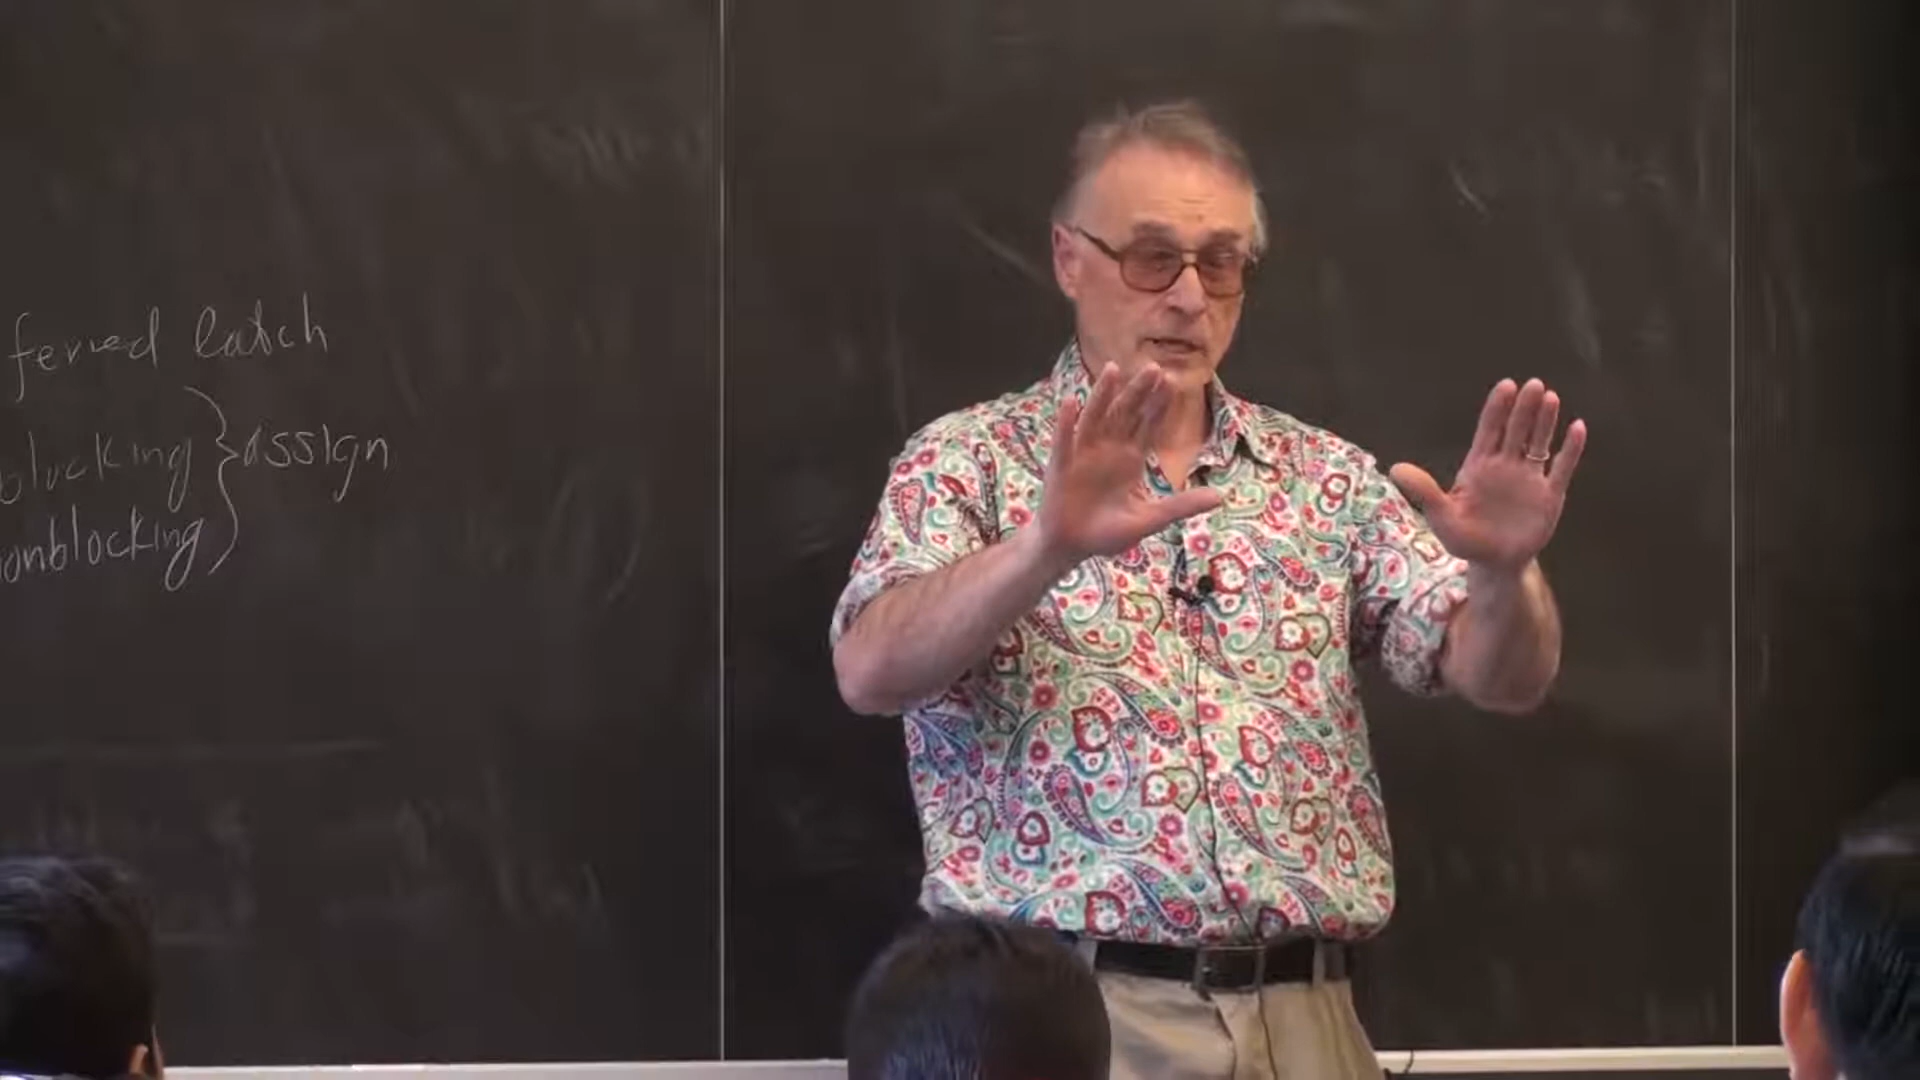 ferred latch
blocking } assign
onblocking